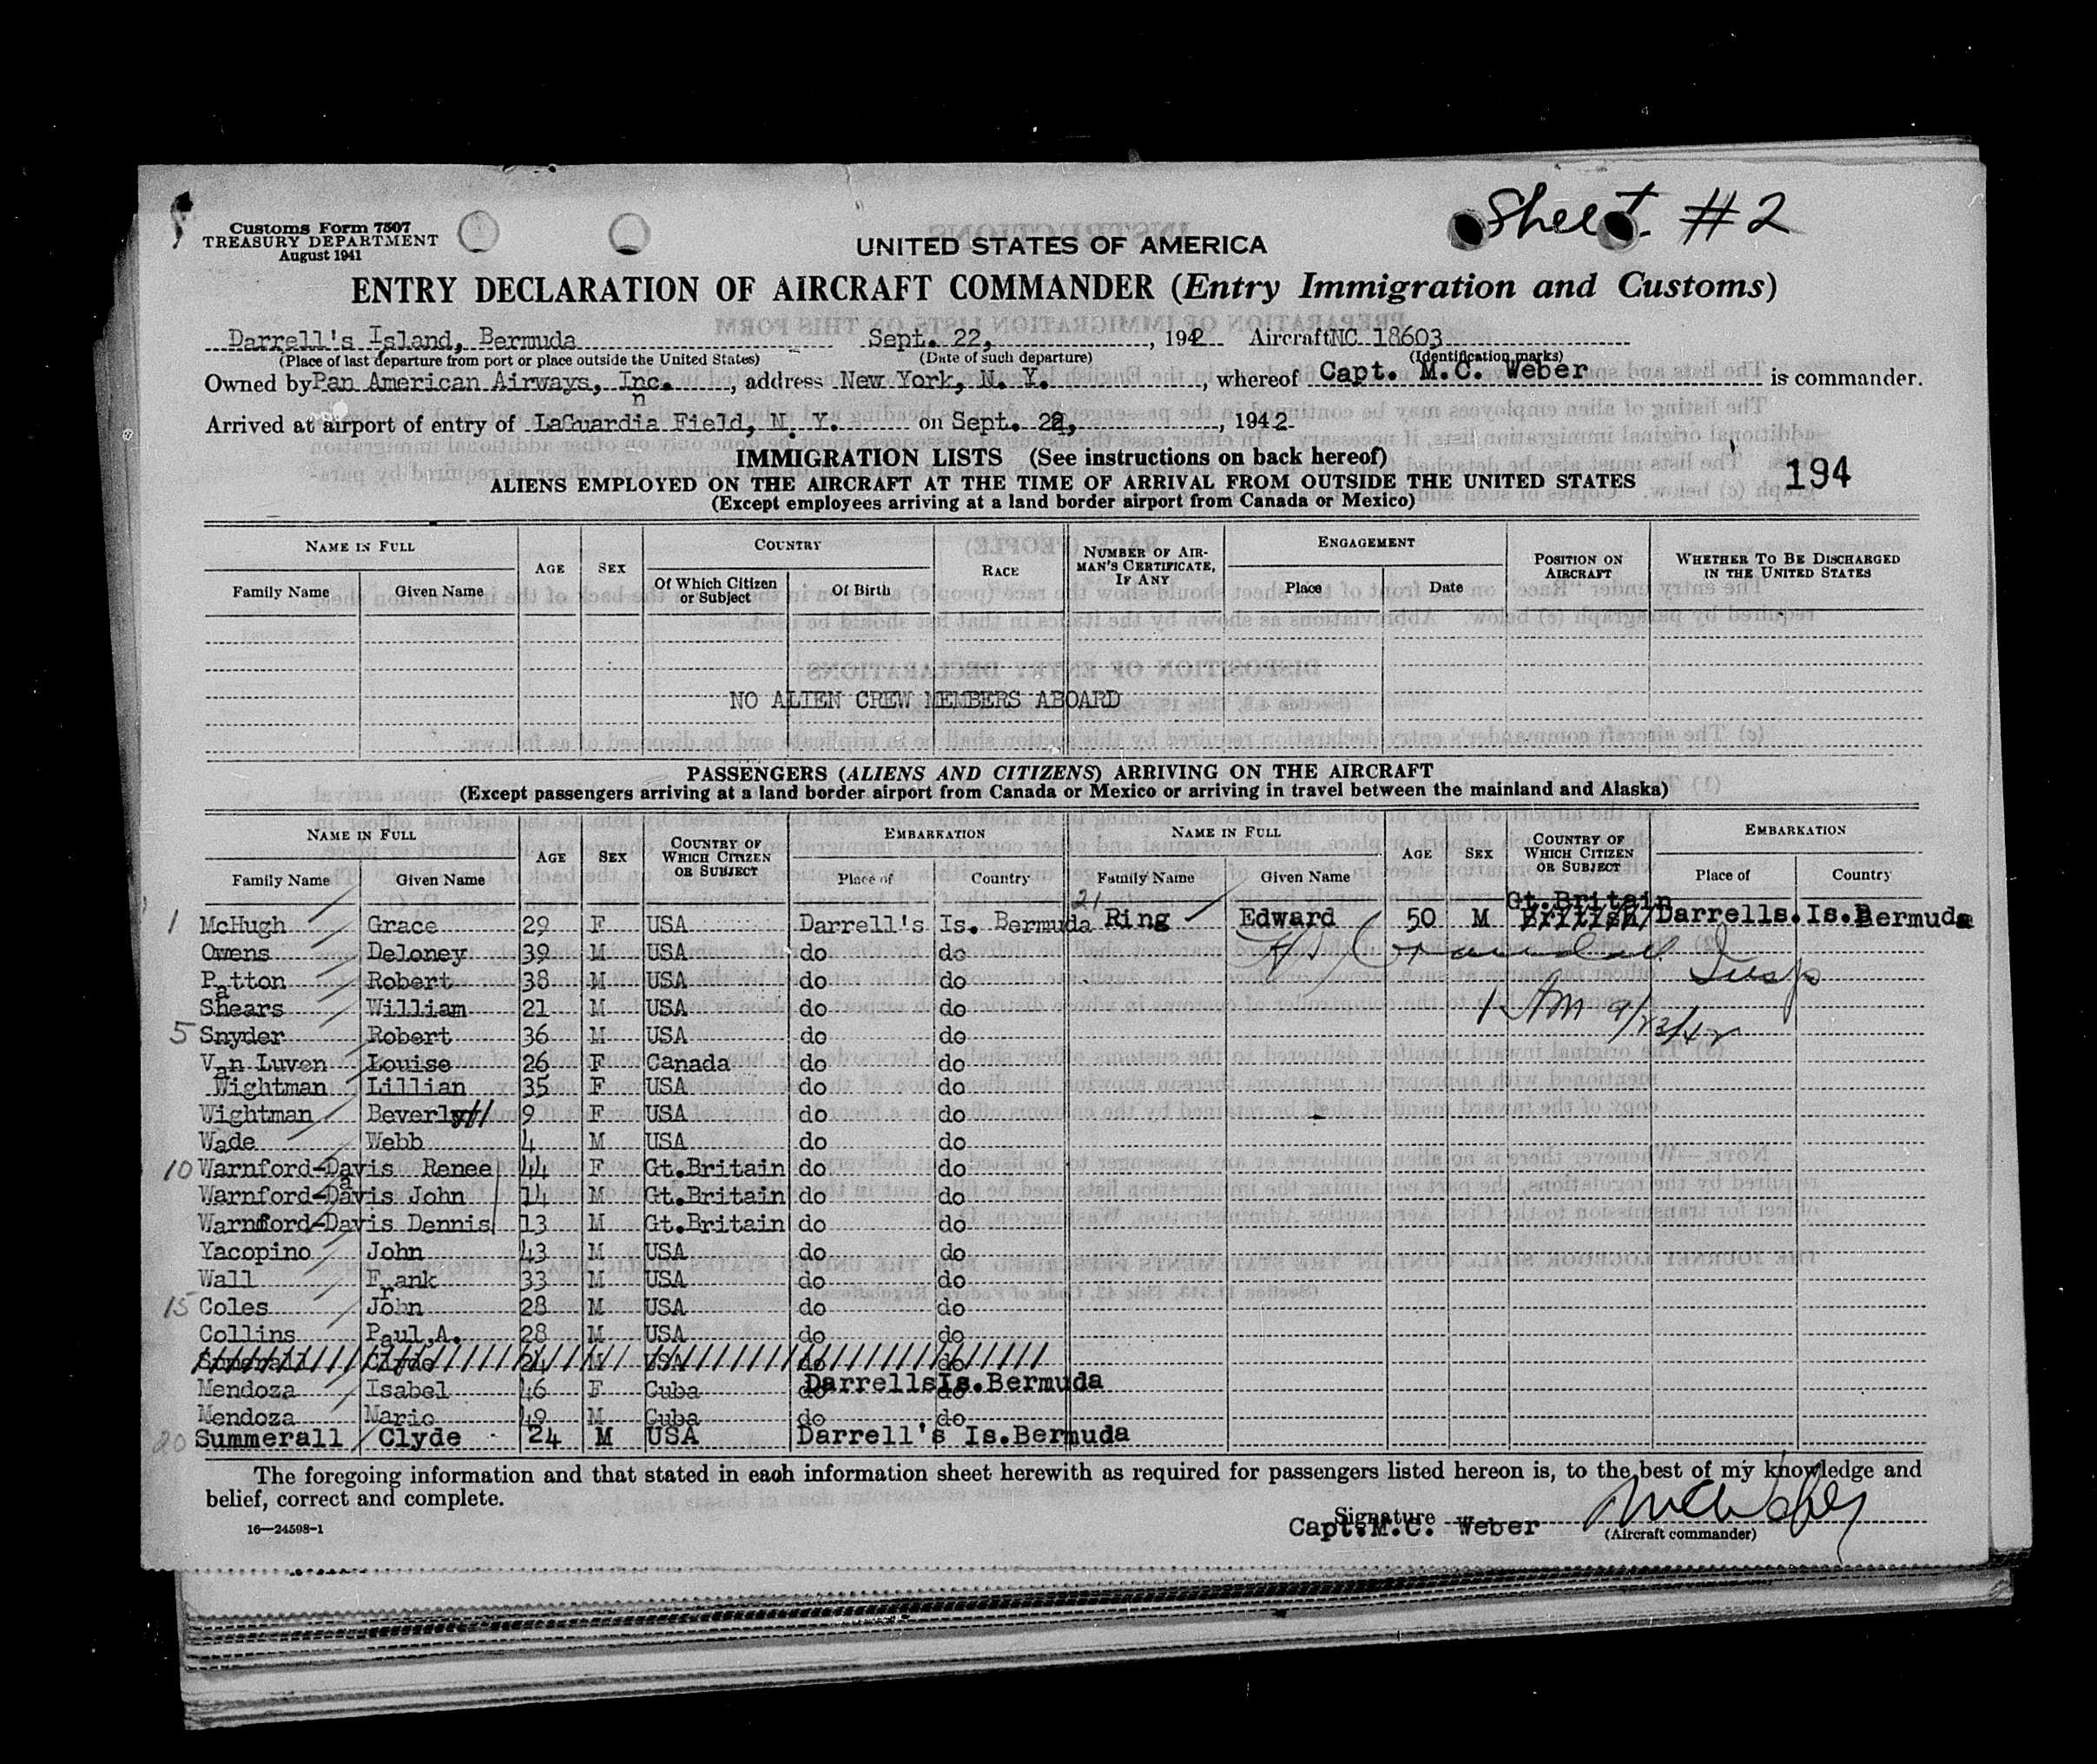 Sheet #2
Customs Form 7507
TREASURY DEPARTMENT
August 1941
UNITED STATES OF AMERICA
ENTRY DECLARATION OF AIRCRAFT COMMANDER (Entry Immigration and Customs)
Darrell's Island, Bermuda Sept. 22, , 1942 Aircraft NC 18603
(Place of last departure from port or place outside the United States) (Date of such departure) (Identification marks)
Owned by Pan American Airways, Inc. , address New York, N. Y. , whereof Capt. M.C. Weber is commander.
Arrived at airport of entry of LaGuardia Field, N. Y. on Sept. 22, , 1942
IMMIGRATION LISTS (See instructions on back hereof)
194
ALIENS EMPLOYED ON THE AIRCRAFT AT THE TIME OF ARRIVAL FROM OUTSIDE THE UNITED STATES
(Except employees arriving at a land border airport from Canada or Mexico)
NAME IN FULL AGE SEX COUNTRY RACE NUMBER OF AIRMAN'S CERTIFICATE, IF ANY ENGAGEMENT POSITION ON AIRCRAFT WHETHER TO BE DISCHARGED IN THE UNITED STATES
Family Name Given Name Of Which Citizen or Subject Of Birth Place Date
NO ALIEN CREW MEMBERS ABOARD
PASSENGERS (ALIENS AND CITIZENS) ARRIVING ON THE AIRCRAFT
(Except passengers arriving at a land border airport from Canada or Mexico or arriving in travel between the mainland and Alaska)
NAME IN FULL AGE SEX COUNTRY OF WHICH CITIZEN OR SUBJECT EMBARKATION NAME IN FULL AGE SEX COUNTRY OF WHICH CITIZEN OR SUBJECT EMBARKATION
Family Name Given Name Place of Country Family Name Given Name Place of Country
1 McHugh Grace 29 F USA Darrell's Is. Bermuda 21 Ring Edward 50 M British Gt.Britain Darrells.Is.Bermuda
Owens Deloney 39 M USA do do
Patton Robert 38 M USA do do Insp
Shears William 21 M USA do do 9/23/42
5 Snyder Robert 36 M USA do do
Van Luven Louise 26 F Canada do do
Wightman Lillian 35 F USA do do
Wightman Beverly 9 F USA do do
Wade Webb 4 M USA do do
10 Warnford-Davis Renee 44 F Gt.Britain do do
Warnford-Davis John 14 M Gt.Britain do do
Warnford-Davis Dennis 13 M Gt.Britain do do
Yacopino John 43 M USA do do
Wall Frank 33 M USA do do
15 Coles John 28 M USA do do
Collins Paul,A. 28 M USA do do
Clyde 24 M USA do do
Mendoza Isabel 46 F Cuba do do DarrellsIs.Bermuda
Mendoza Mario 49 M Cuba do do
20 Summerall Clyde 24 M USA Darrell's Is.Bermuda
The foregoing information and that stated in each information sheet herewith as required for passengers listed hereon is, to the best of my knowledge and
belief, correct and complete.
16—24598-1
Signature
Capt.M.C. Weber
(Aircraft commander)